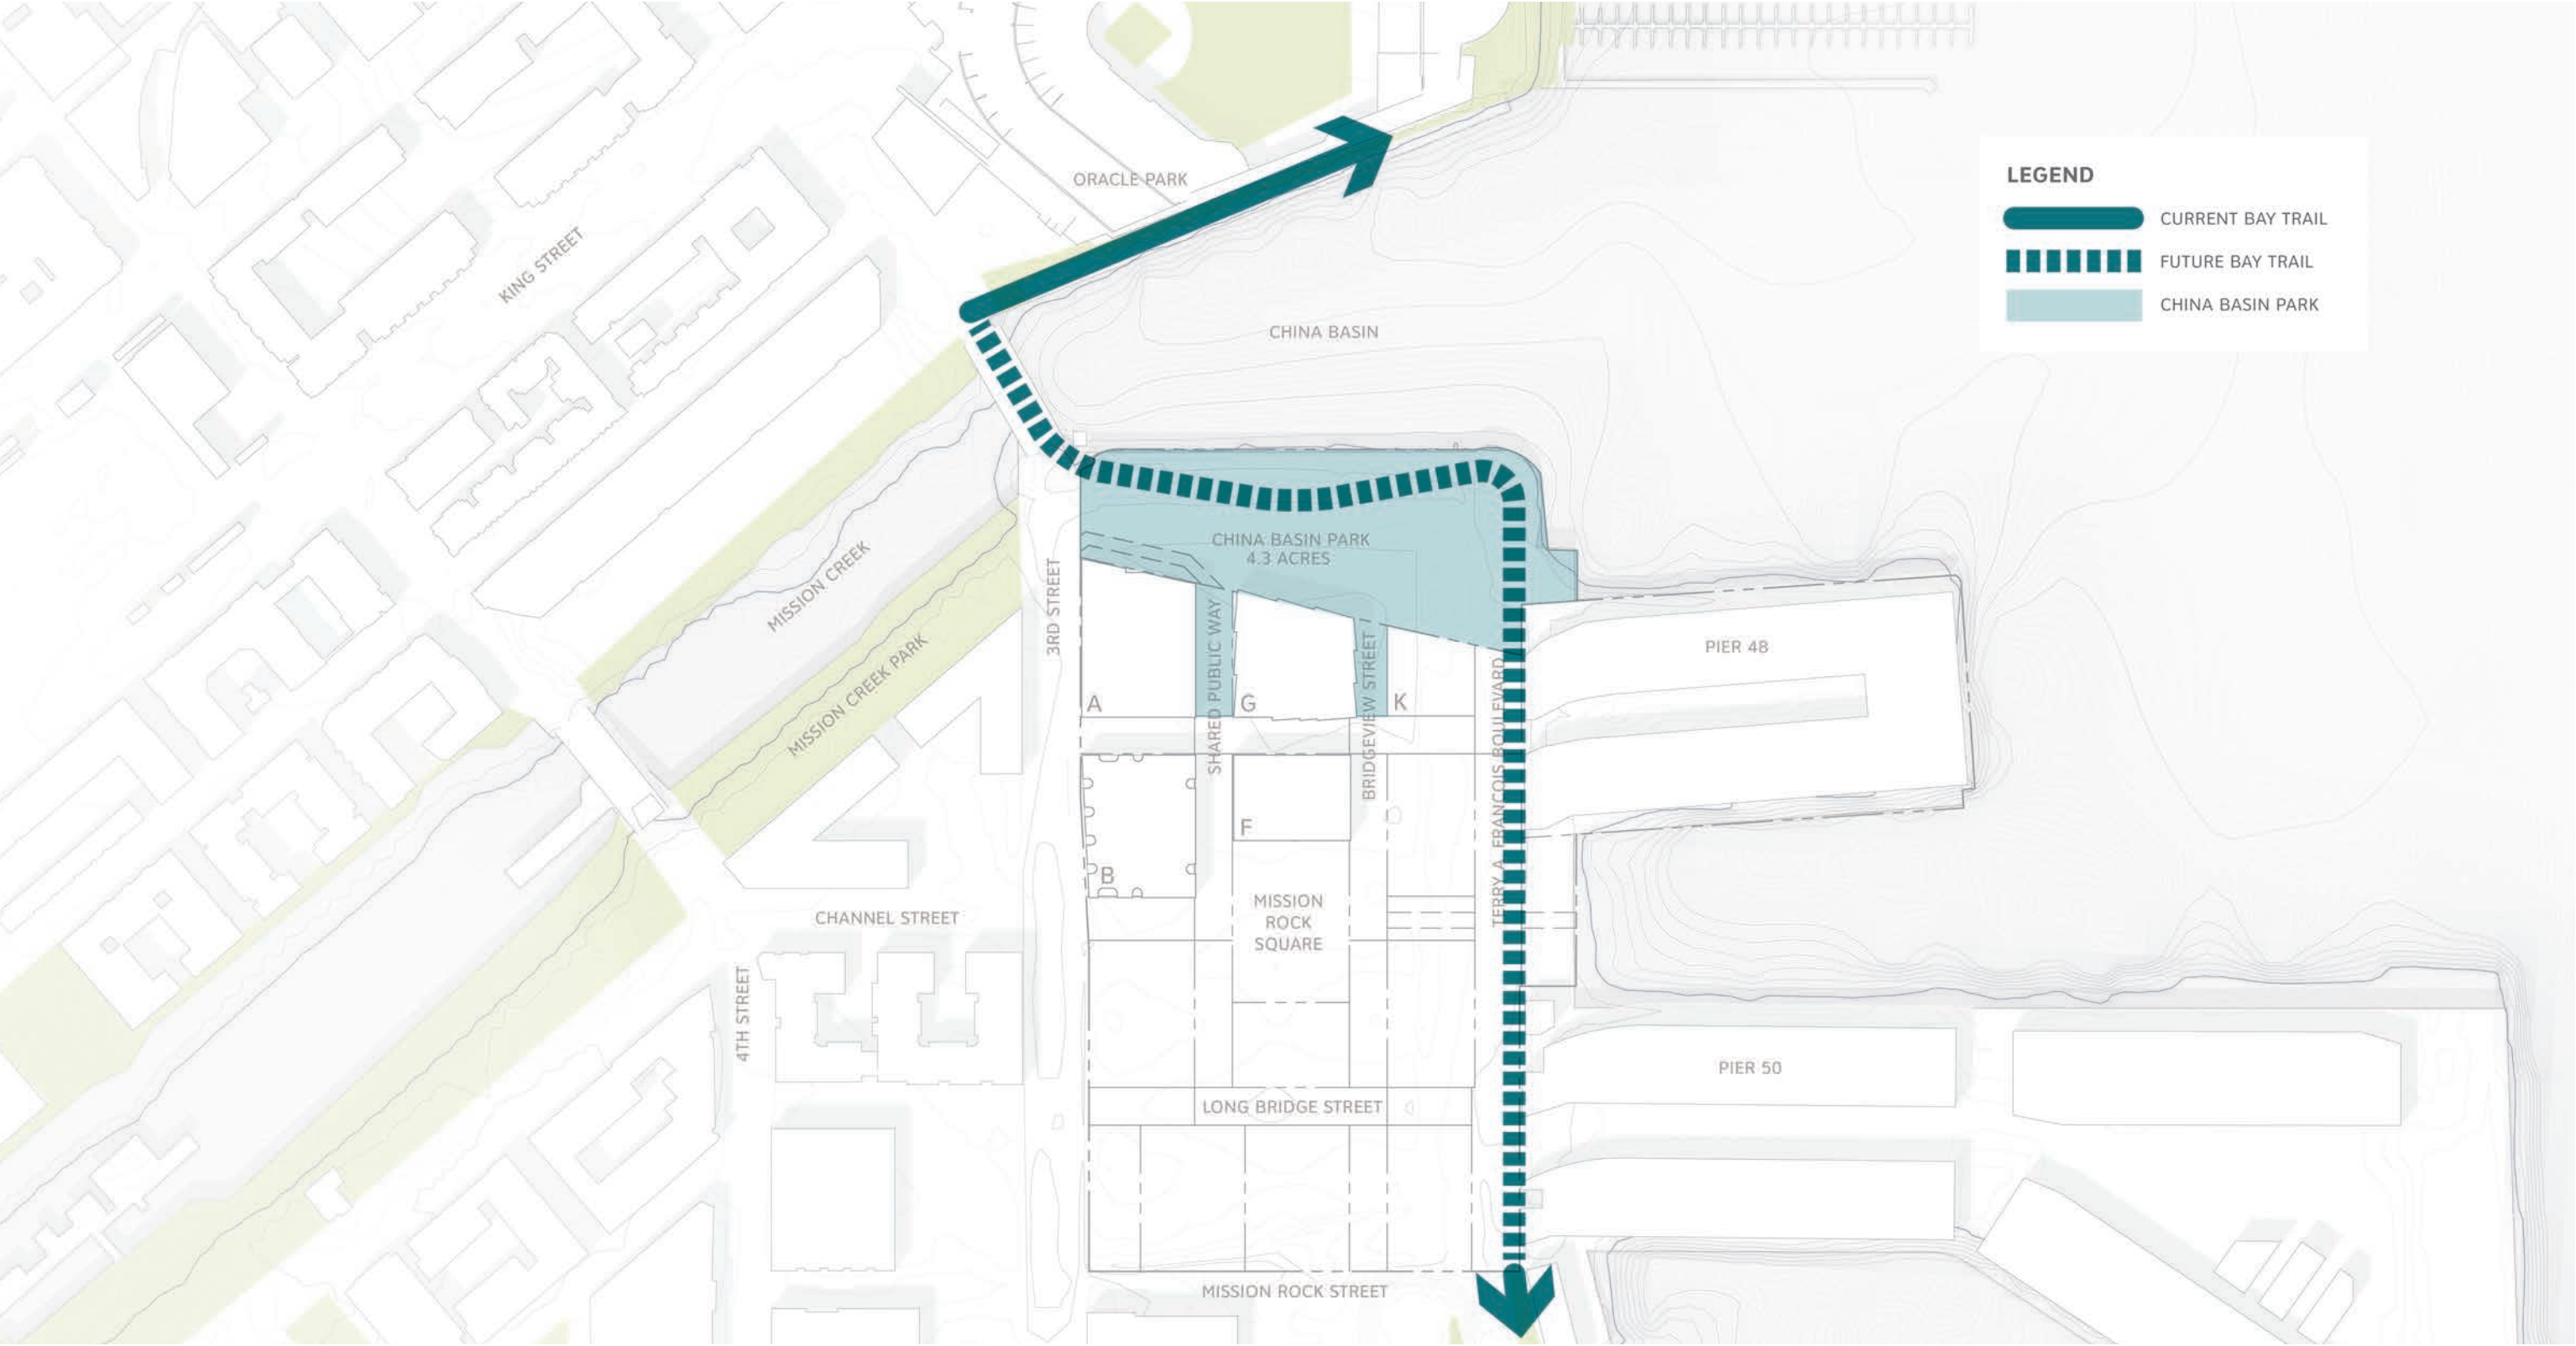 ORACLE PARK
LEGEND
CURRENT BAY TRAIL
FUTURE BAY TRAIL
CHINA BASIN PARK
KING STREET
CHINA BASIN
MISSION CREEK
MISSION CREEK PARK
3RD STREET
CHINA BASIN PARK
4.3 ACRES
SHARED PUBLIC WAY
BRIDGEVIEW STREET
TERRY A. FRANCOIS BOULEVARD
PIER 48
A
G
K
F
B
MISSION
ROCK
SQUARE
CHANNEL STREET
4TH STREET
PIER 50
LONG BRIDGE STREET
MISSION ROCK STREET